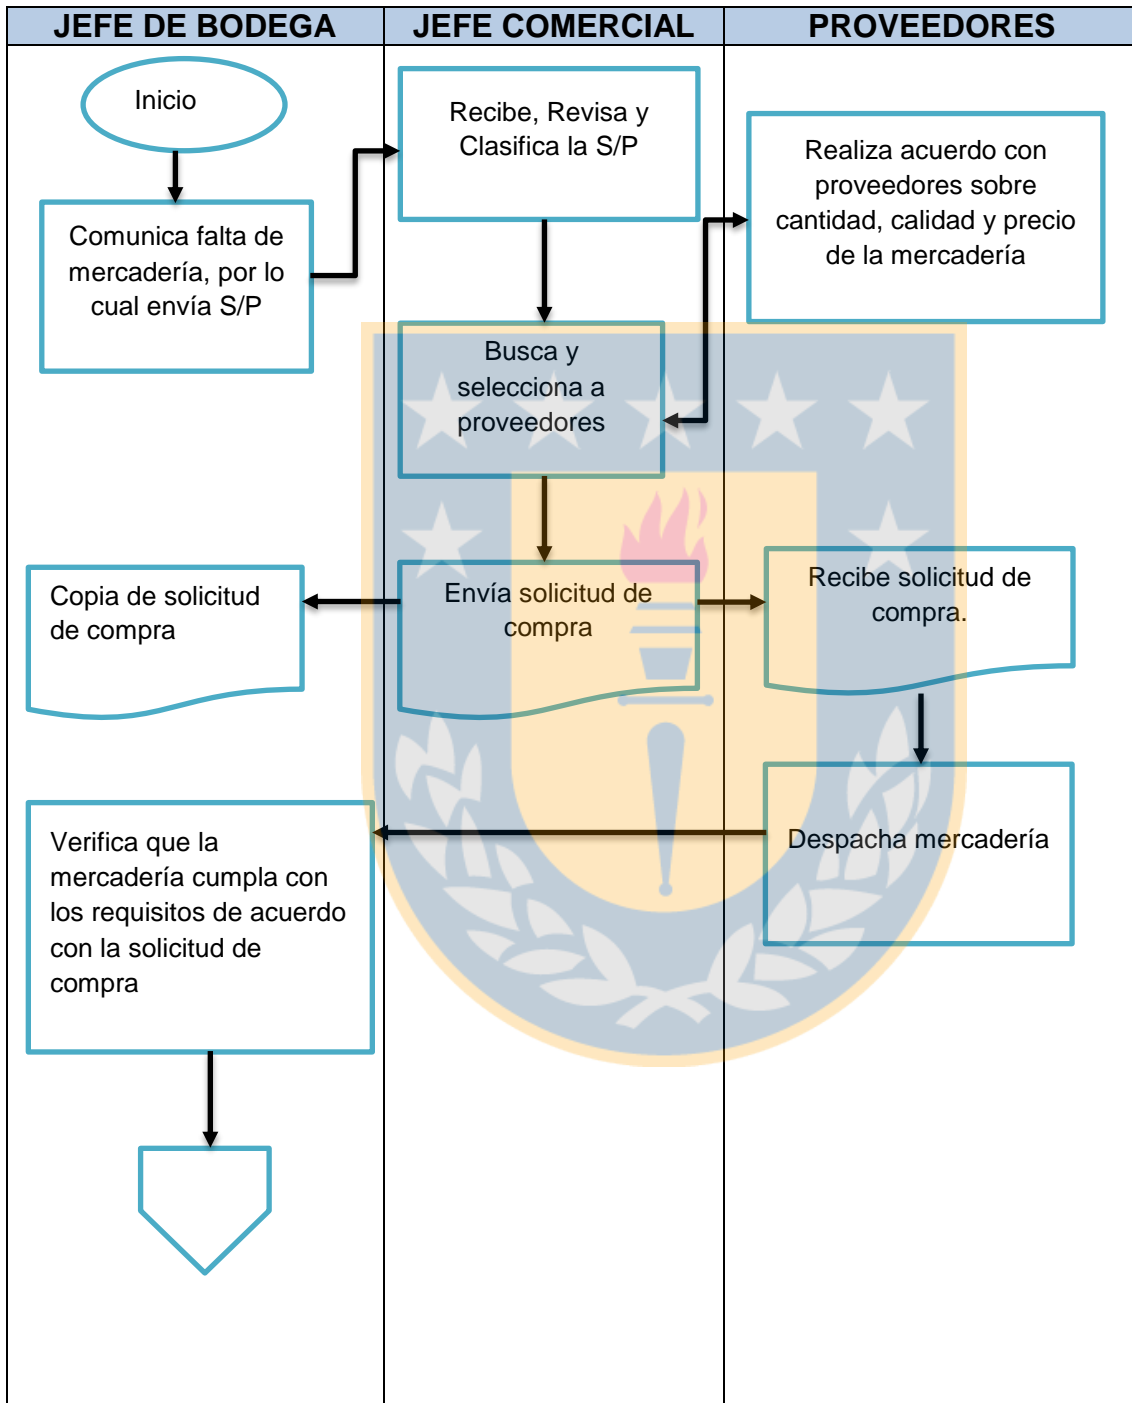 JEFE DE BODEGA
JEFE COMERCIAL
PROVEEDORES
Inicio
Recibe, Revisa y
Clasifica la S/P
Realiza acuerdo con
proveedores sobre
cantidad, calidad y precio
de la mercadería
Comunica falta de
mercadería, por lo
cual envía S/P
Busca y
selecciona a
proveedores
Copia de solicitud
de compra
Envía solicitud de
compra
Recibe solicitud de
compra.
Verifica que la
mercadería cumpla con
los requisitos de acuerdo
con la solicitud de
compra
Despacha mercadería